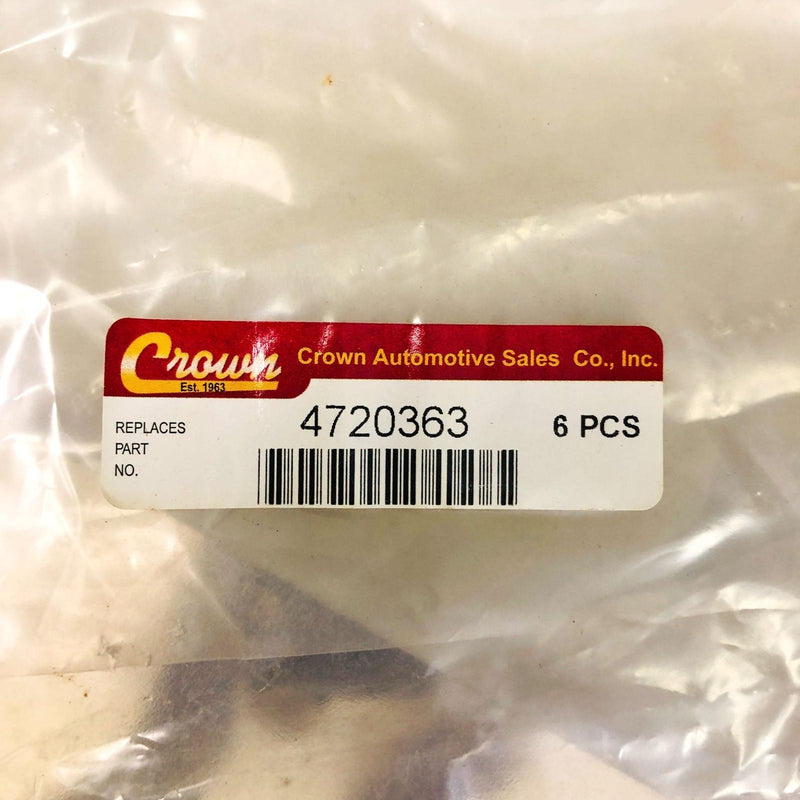 Crown
Est. 1963
Crown Automotive Sales Co., Inc.
REPLACES
PART
NO.
4720363
6 PCS